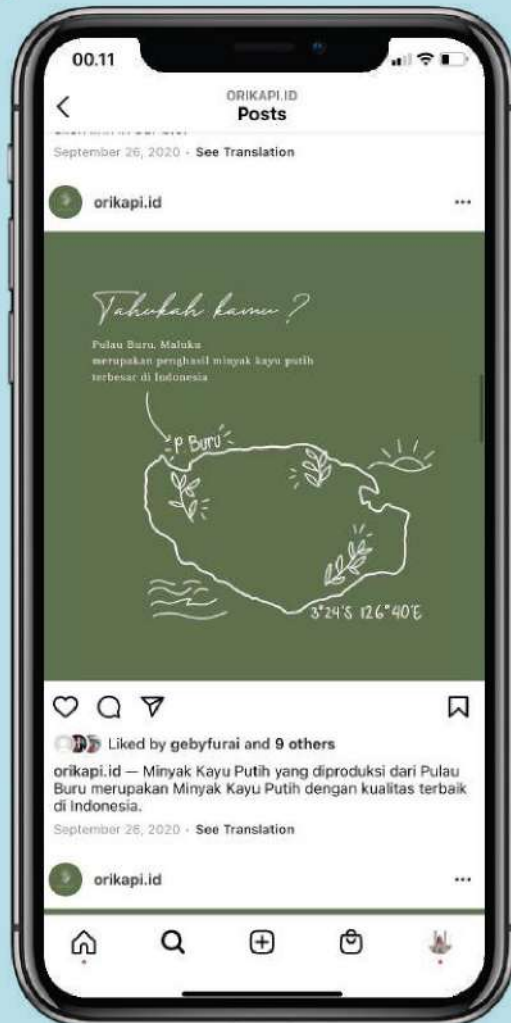 00.11
ORIKAPI.ID
Posts
September 26, 2020 · See Translation
orikapi.id
Tahukah kamu ?
Pulau Buru, Maluku
merupakan penghasil minyak kayu putih
terbesar di Indonesia
P Buru
3°24'S 126°40'E
Liked by gebyfurai and 9 others
orikapi.id — Minyak Kayu Putih yang diproduksi dari Pulau
Buru merupakan Minyak Kayu Putih dengan kualitas terbaik
di Indonesia.
September 26, 2020 · See Translation
orikapi.id